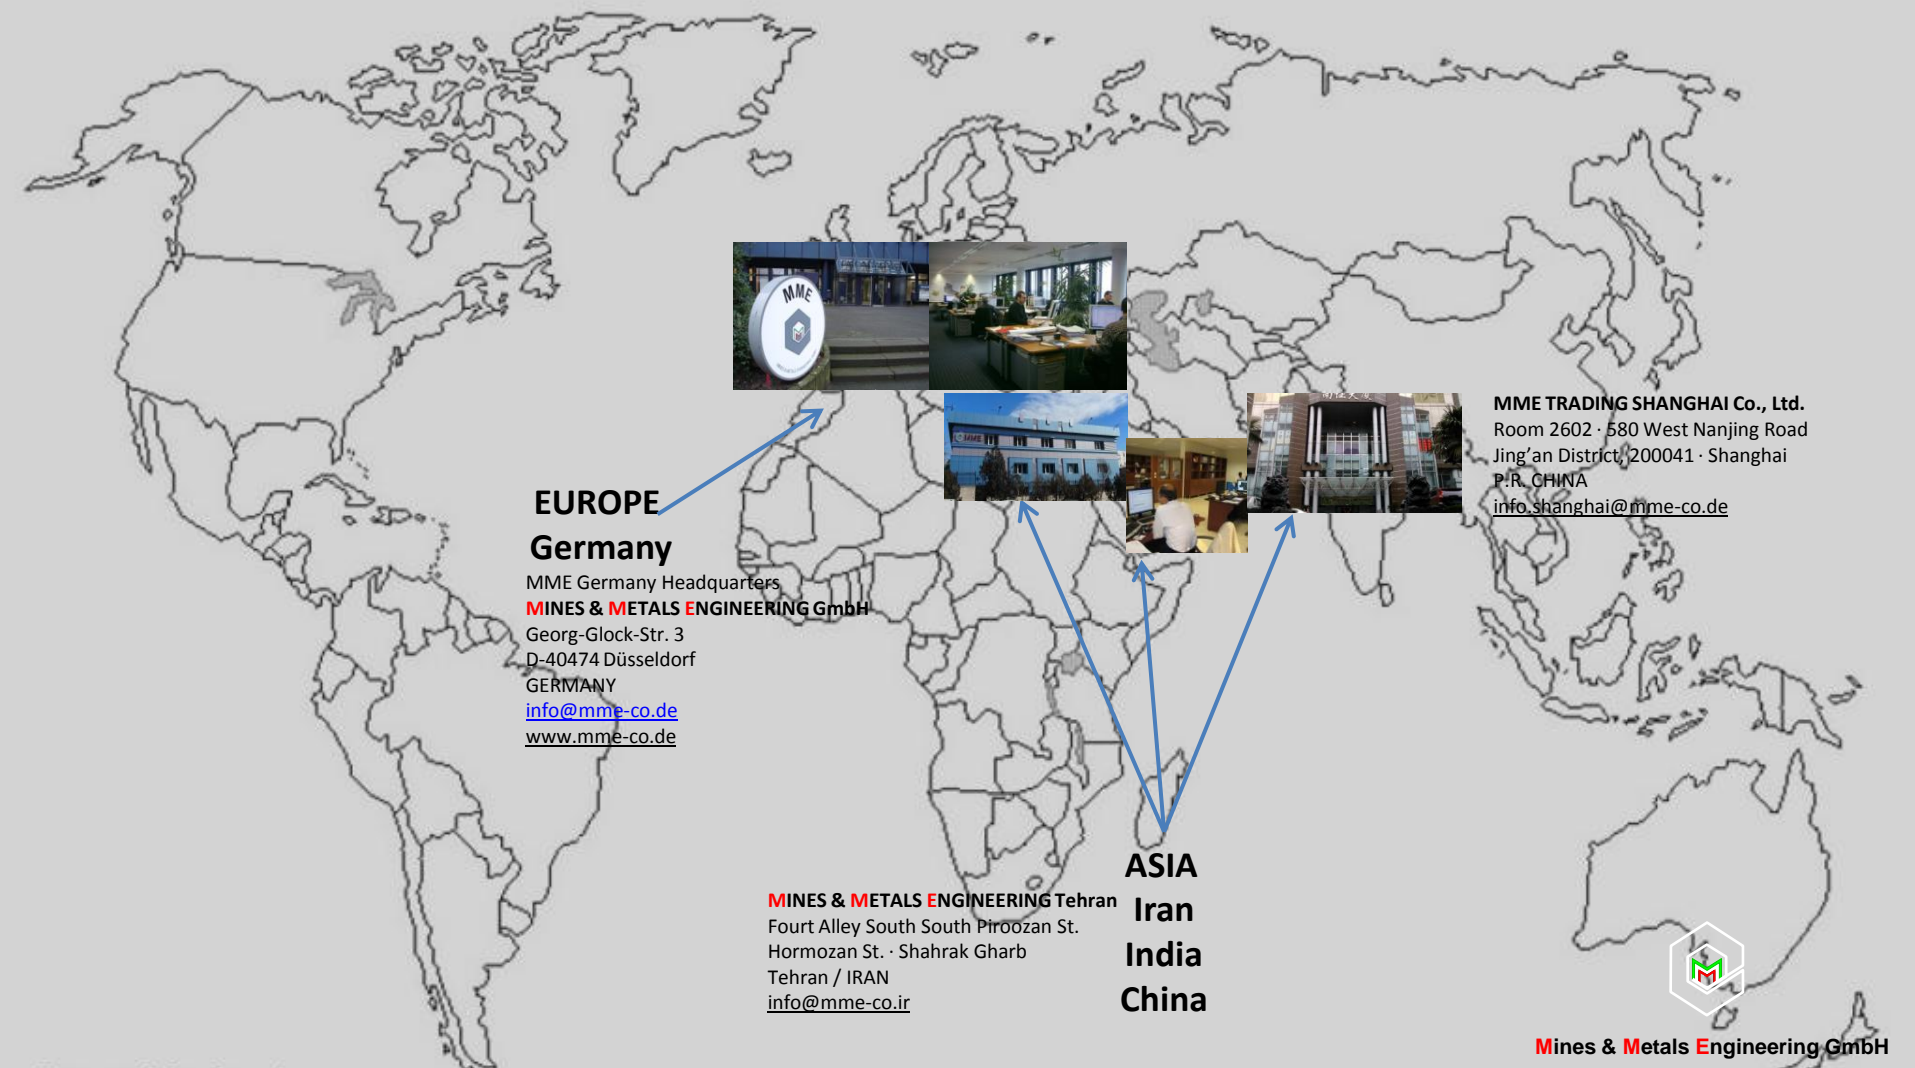 MME
MME
MME TRADING SHANGHAI Co., Ltd.
Room 2602 · 580 West Nanjing Road
Jing’an District, 200041 · Shanghai
P.R. CHINA
info.shanghai@mme-co.de
EUROPE
Germany
MME Germany Headquarters
MINES & METALS ENGINEERING GmbH
Georg-Glock-Str. 3
D-40474 Düsseldorf
GERMANY
info@mme-co.de
www.mme-co.de
ASIA
Iran
India
China
MINES & METALS ENGINEERING Tehran
Fourt Alley South South Piroozan St.
Hormozan St. · Shahrak Gharb
Tehran / IRAN
info@mme-co.ir
Mines & Metals Engineering GmbH